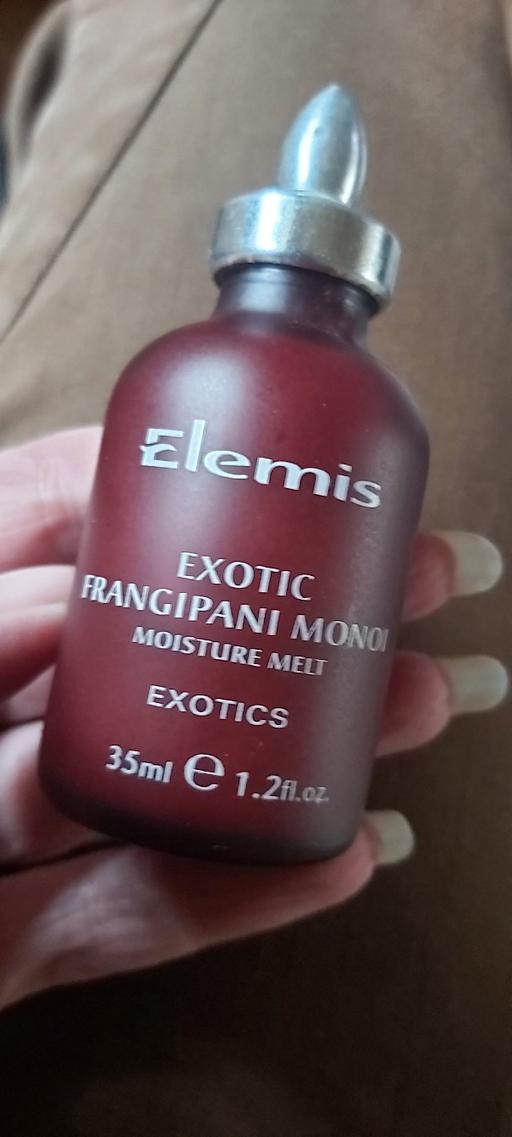 Elemis
EXOTIC
FRANGIPANI MONOI
MOISTURE MELT
EXOTICS
35ml ℮ 1.2fl.oz.